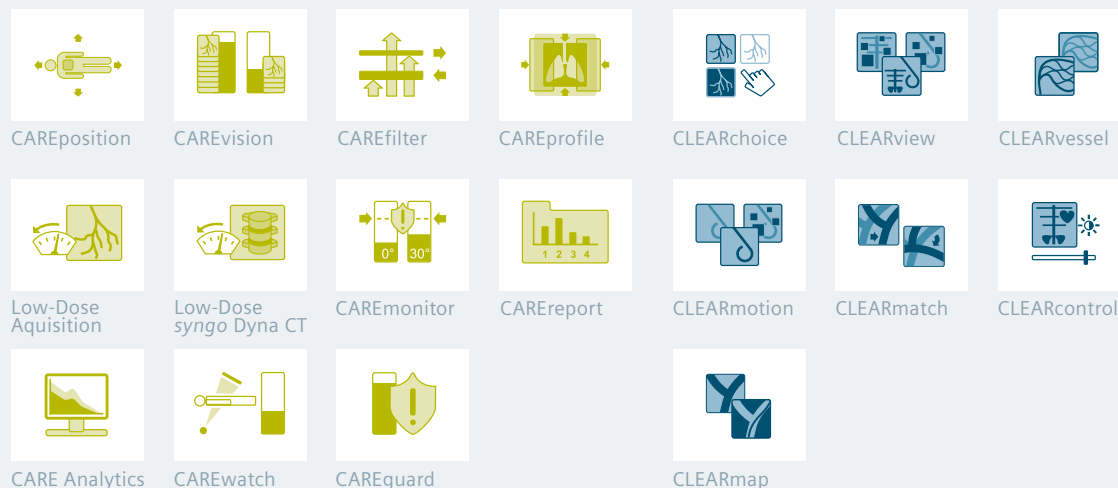 CAREposition
CAREvision
CAREfilter
CAREprofile
CLEARchoice
CLEARview
CLEARvessel
0° 30°
1 2 3 4
Low-Dose
Aquisition
Low-Dose
syngo Dyna CT
CAREmonitor
CAREreport
CLEARmotion
CLEARmatch
CLEARcontrol
CARE Analytics
CAREwatch
CAREguard
CLEARmap